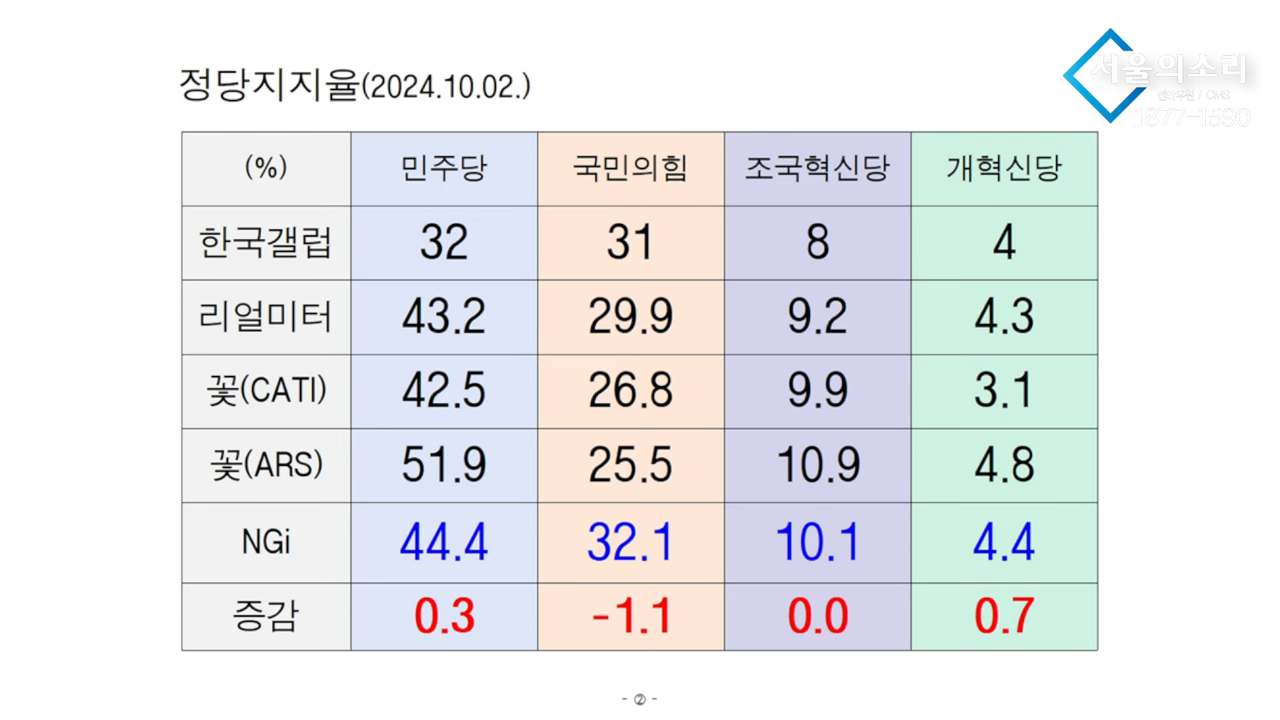 서울의소리
1877-1590
정당지지율(2024.10.02.)
(%) 민주당 국민의힘 조국혁신당 개혁신당
한국갤럽 32 31 8 4
리얼미터 43.2 29.9 9.2 4.3
꽃(CATI) 42.5 26.8 9.9 3.1
꽃(ARS) 51.9 25.5 10.9 4.8
NGi 44.4 32.1 10.1 4.4
증감 0.3 -1.1 0.0 0.7
- ② -